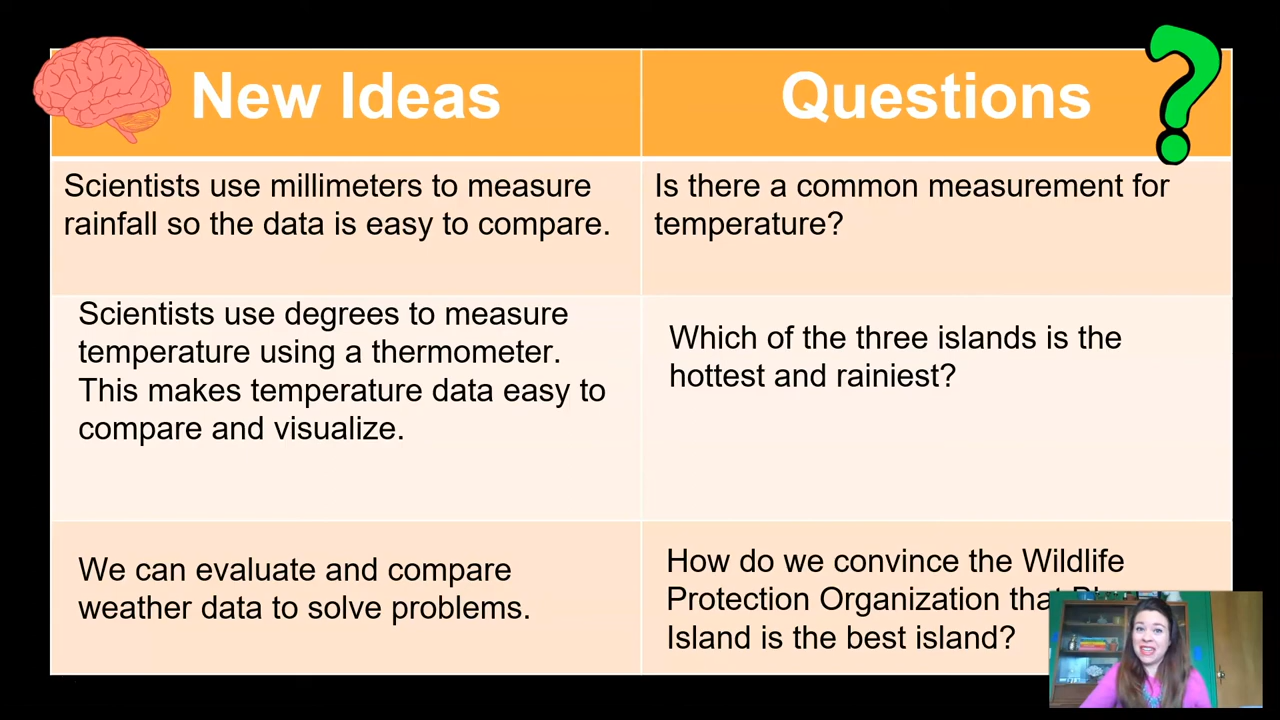 New Ideas
Questions
Scientists use millimeters to measure
rainfall so the data is easy to compare.
Is there a common measurement for
temperature?
Scientists use degrees to measure
temperature using a thermometer.
This makes temperature data easy to
compare and visualize.
Which of the three islands is the
hottest and rainiest?
We can evaluate and compare
weather data to solve problems.
How do we convince the Wildlife
Protection Organization that
Island is the best island?